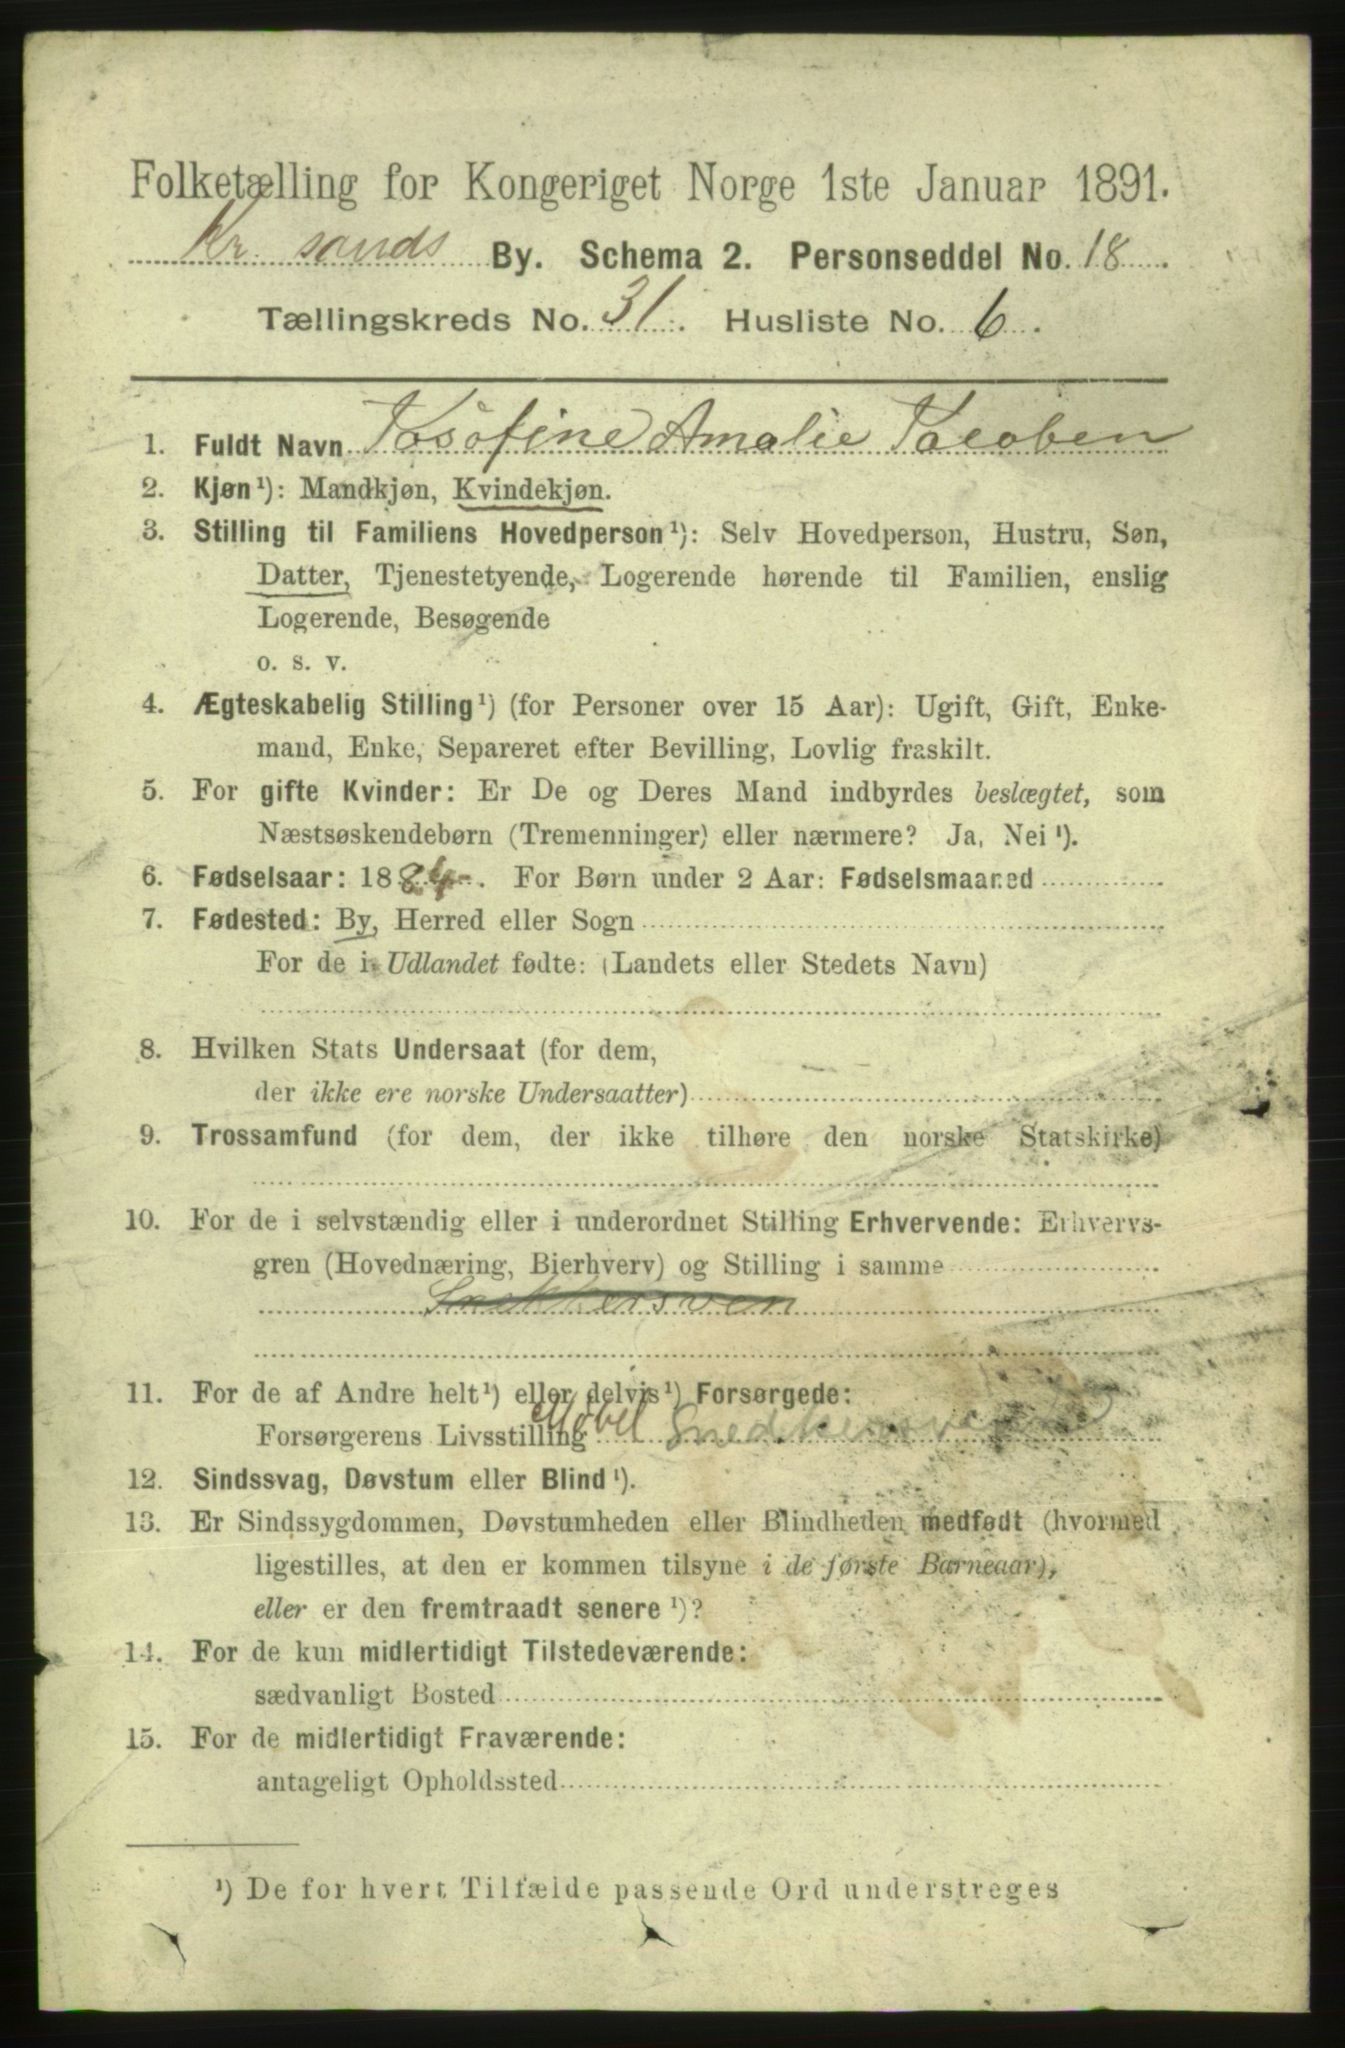 Folketælling for Kongeriget Norge 1ste Januar 1891.
Kr. sands By. Schema 2. Personseddel No. 18.
Tællingskreds No. 31. Husliste No. 6.
1. Fuldt Navn Josofine Amalie Jacoben
2. Kjøn¹): Mandkjøn, Kvindekjøn.
3. Stilling til Familiens Hovedperson¹): Selv Hovedperson, Hustru, Søn,
Datter, Tjenestetyende, Logerende hørende til Familien, enslig
Logerende, Besøgende
o. s. v.
4. Ægteskabelig Stilling¹) (for Personer over 15 Aar): Ugift, Gift, Enke-
mand, Enke, Separeret efter Bevilling, Lovlig fraskilt.
5. For gifte Kvinder: Er De og Deres Mand indbyrdes beslægtet, som
Næstsøskendebørn (Tremenninger) eller nærmere? Ja, Nei¹).
6. Fødselsaar: 1884. For Børn under 2 Aar: Fødselsmaaned
7. Fødested: By, Herred eller Sogn
For de i Udlandet fødte: (Landets eller Stedets Navn)
8. Hvilken Stats Undersaat (for dem,
der ikke ere norske Undersaatter)
9. Trossamfund (for dem, der ikke tilhøre den norske Statskirke)
10. For de i selvstændig eller i underordnet Stilling Erhvervende: Erhvervs-
gren (Hovednæring, Bierhverv) og Stilling i samme
11. For de af Andre helt¹) eller delvis¹) Forsørgede:
Forsørgerens Livsstilling Møbel Snedkersvend
12. Sindssvag, Døvstum eller Blind¹).
13. Er Sindssygdommen, Døvstumheden eller Blindheden medfødt (hvormed
ligestilles, at den er kommen tilsyne i de første Barneaar),
eller er den fremtraadt senere¹)?
14. For de kun midlertidigt Tilstedeværende:
sædvanligt Bosted
15. For de midlertidigt Fraværende:
antageligt Opholdssted
¹) De for hvert Tilfælde passende Ord understreges